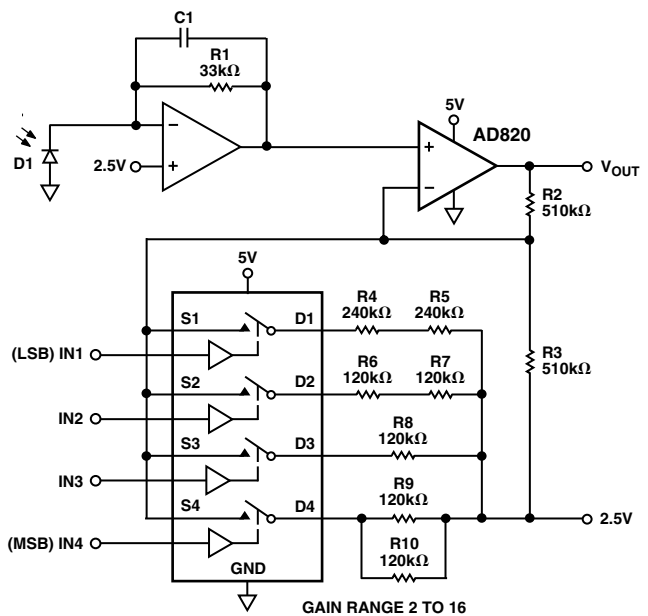 C1
R1
33kΩ
D1
2.5V
−
+
5V
AD820
+
−
VOUT
R2
510kΩ
5V
S1
D1
R4
240kΩ
R5
240kΩ
(LSB) IN1
R3
510kΩ
S2
D2
R6
120kΩ
R7
120kΩ
IN2
S3
D3
R8
120kΩ
IN3
S4
D4
R9
120kΩ
2.5V
(MSB) IN4
R10
120kΩ
GND
GAIN RANGE 2 TO 16